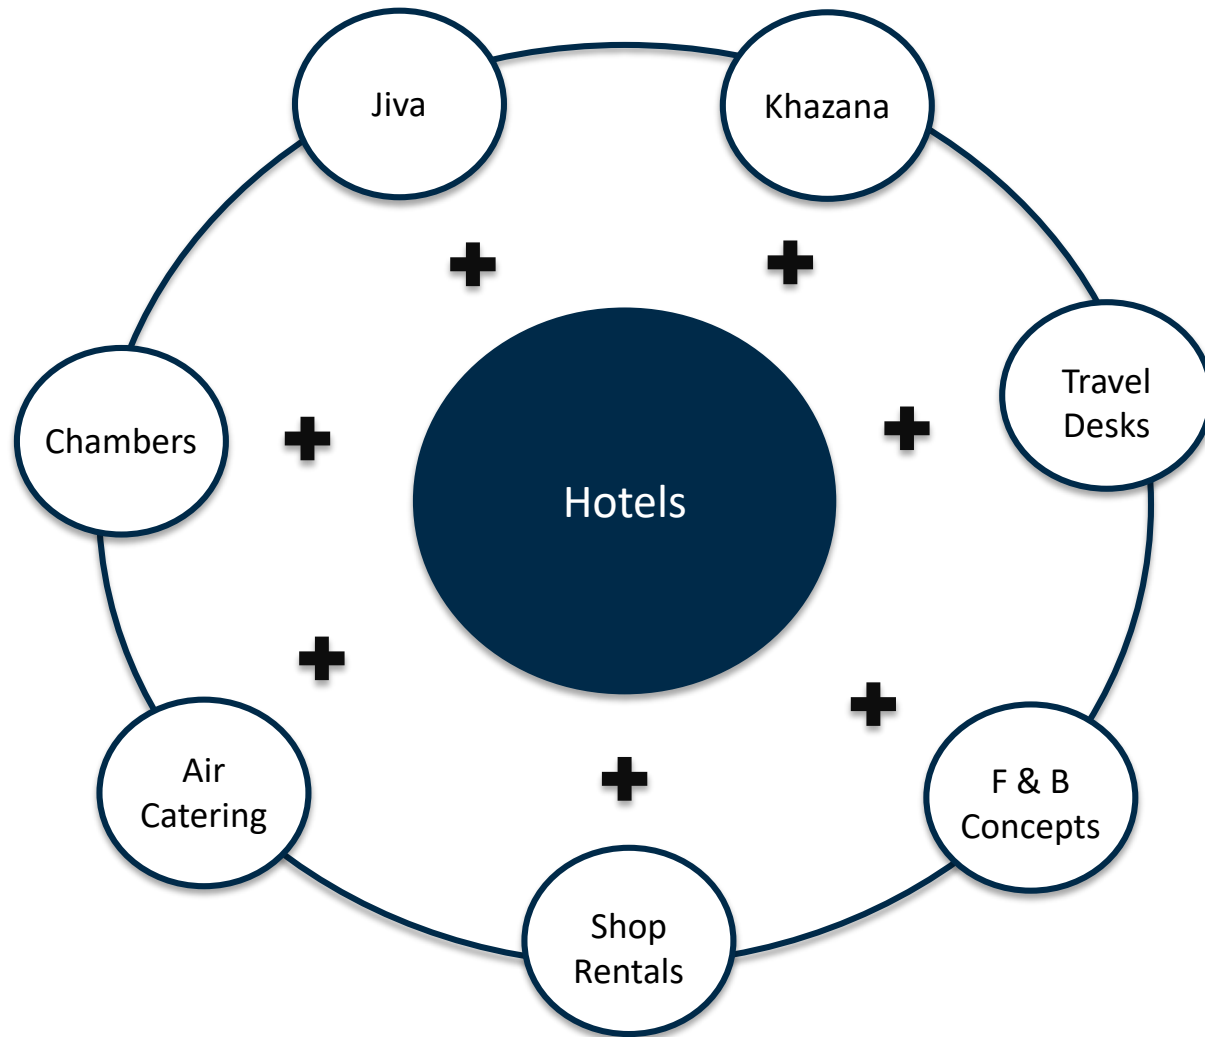 Jiva
Khazana
Travel
Desks
Chambers
Hotels
Air
Catering
F & B
Concepts
Shop
Rentals